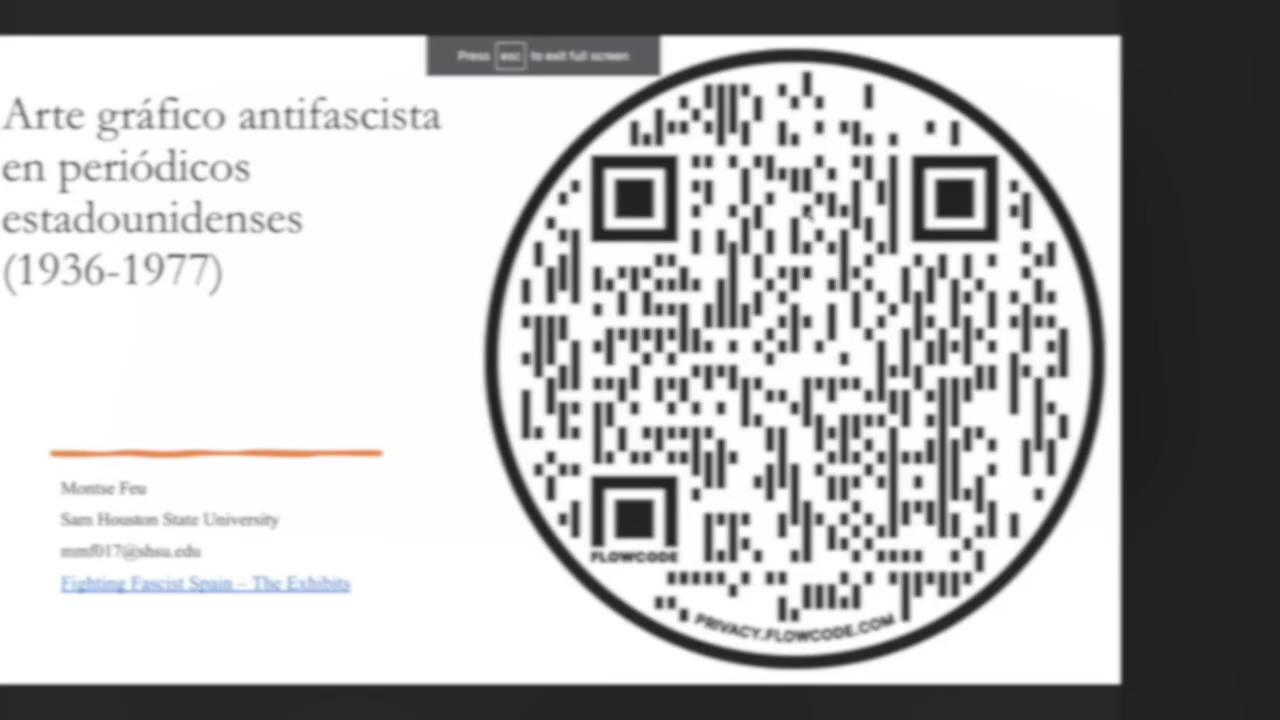 Press esc to exit full screen
Arte gráfico antifascista
en periódicos
estadounidenses
(1936-1977)
Montse Feu
Sam Houston State University
mmf017@shsu.edu
Fighting Fascist Spain – The Exhibits
FLOWCODE
PRIVACY.FLOWCODE.COM